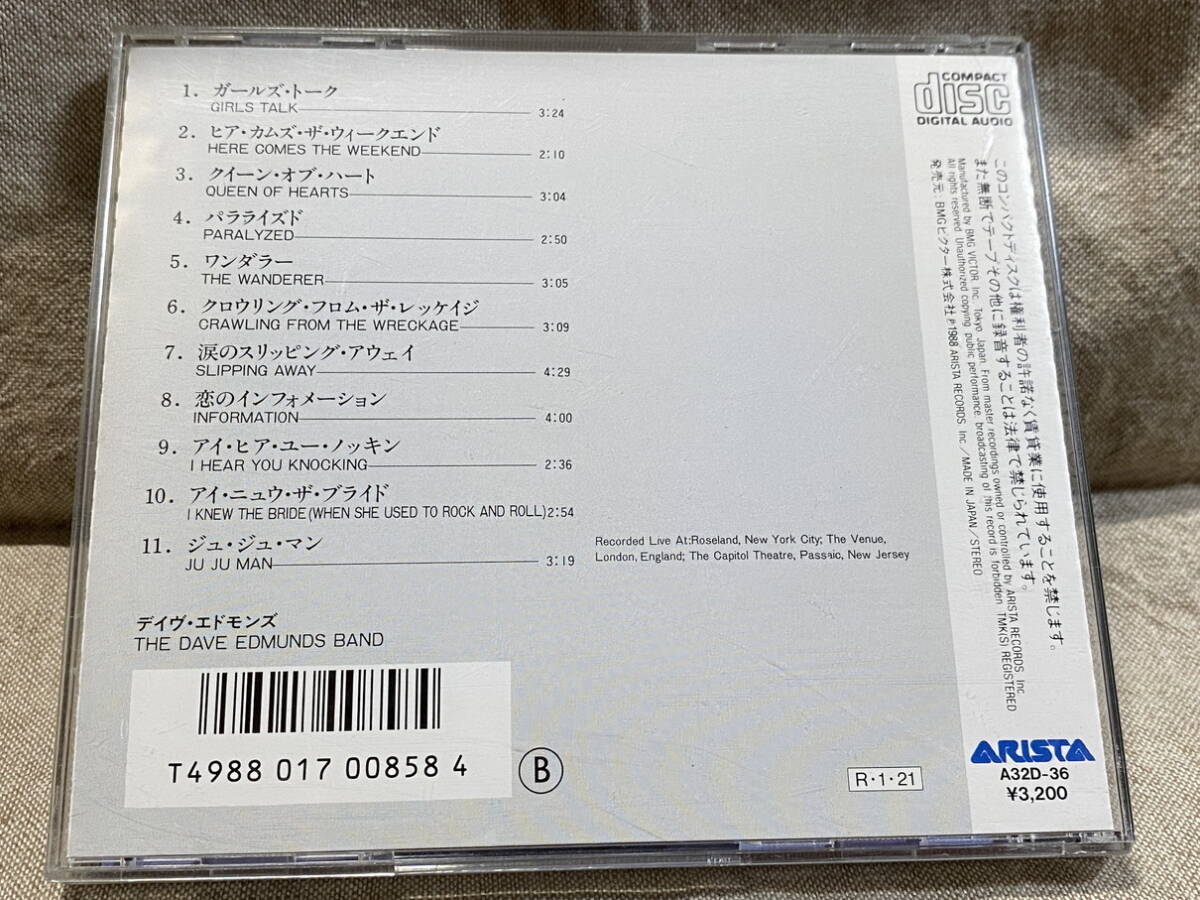 1. ガールズ・トーク
GIRLS TALK 3:24
2. ヒア・カムズ・ザ・ウィークエンド
HERE COMES THE WEEKEND 2:10
3. クイーン・オブ・ハート
QUEEN OF HEARTS 3:04
4. パラライズド
PARALYZED 2:50
5. ワンダラー
THE WANDERER 3:05
6. クロウリング・フロム・ザ・レッケイジ
CRAWLING FROM THE WRECKAGE 3:09
7. 涙のスリッピング・アウェイ
SLIPPING AWAY 4:29
8. 恋のインフォメーション
INFORMATION 4:00
9. アイ・ヒア・ユー・ノッキン
I HEAR YOU KNOCKING 2:36
10. アイ・ニュウ・ザ・ブライド
I KNEW THE BRIDE (WHEN SHE USED TO ROCK AND ROLL) 2:54
11. ジュ・ジュ・マン
JU JU MAN 3:19
Recorded Live At:Roseland, New York City; The Venue,
London, England; The Capitol Theatre, Passaic, New Jersey
デイヴ・エドモンズ
THE DAVE EDMUNDS BAND
T4988 017 00858 4
B
R・1・21
COMPACT
disc
DIGITAL AUDIO
このコンパクトディスクは権利者の許諾なく賃貸業に使用することを禁じます。
また無断でテープその他に録音することは法律で禁じられています。
Manufactured by BMG VICTOR Inc. Tokyo Japan. From master recordings owned or controlled by ARISTA RECORDS, Inc.
All rights reserved. Unauthorized copying public performance. broadcasting of this record is forbidden. TMK(S) REGISTERED
発売元：BMGビクター株式会社 ℗1988 ARISTA RECORDS. Inc./MADE IN JAPAN/STEREO
ARISTA
A32D-36
¥3,200